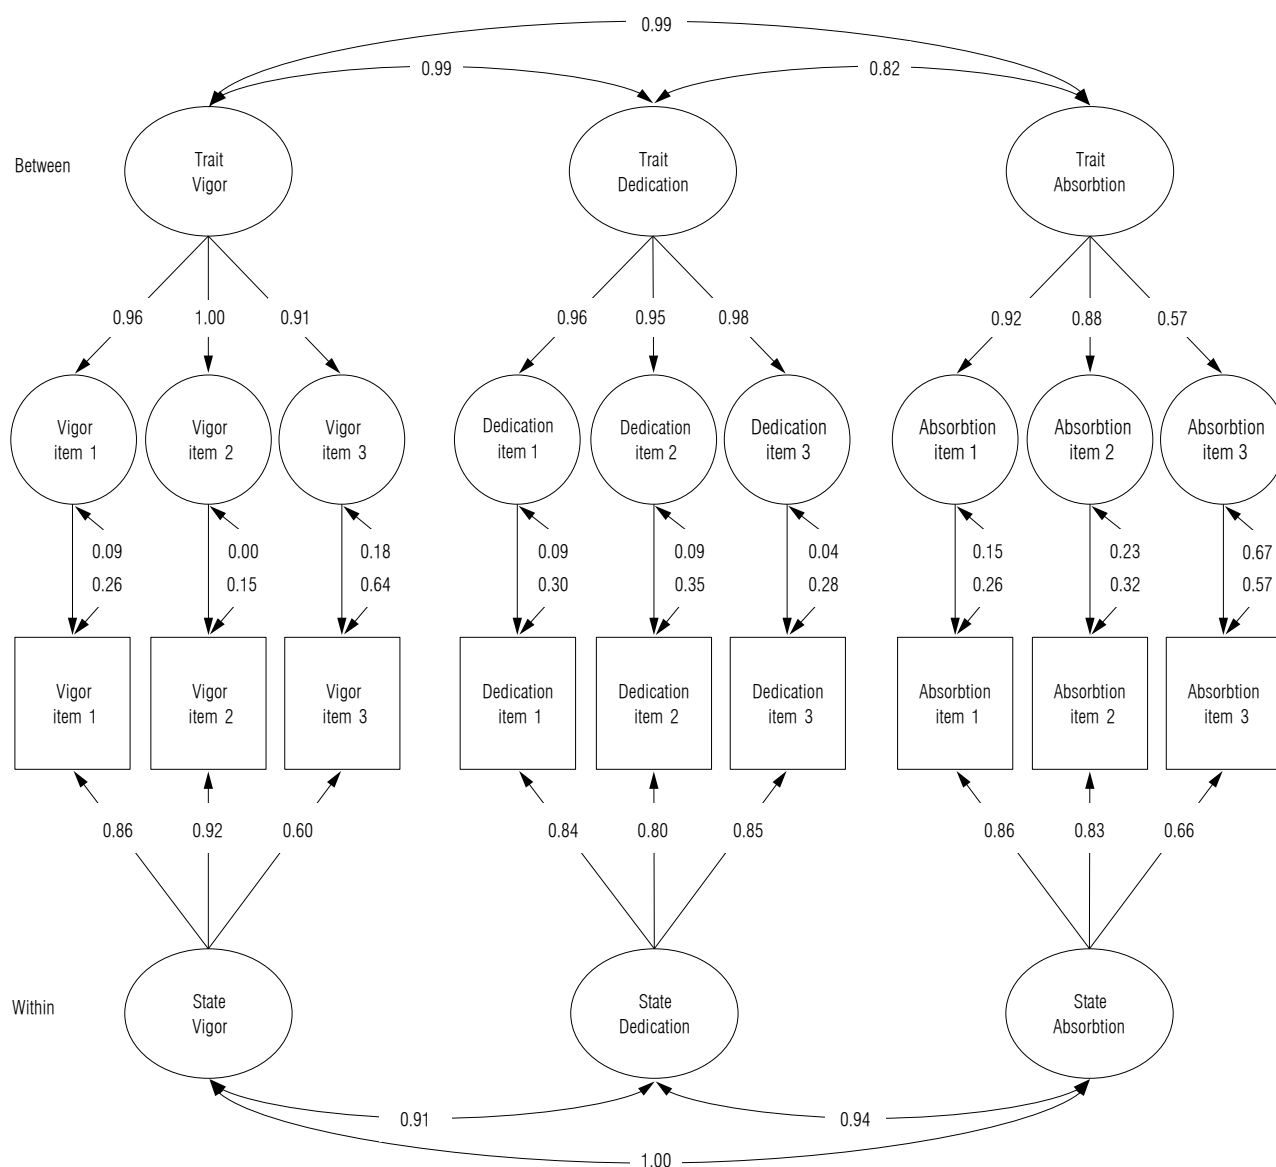 0.99
0.99
0.82
Between
Trait
Vigor
Trait
Dedication
Trait
Absorbtion
0.96
1.00
0.91
0.96
0.95
0.98
0.92
0.88
0.57
Vigor
item 1
Vigor
item 2
Vigor
item 3
Dedication
item 1
Dedication
item 2
Dedication
item 3
Absorbtion
item 1
Absorbtion
item 2
Absorbtion
item 3
0.09
0.00
0.18
0.09
0.09
0.04
0.15
0.23
0.67
0.26
0.15
0.64
0.30
0.35
0.28
0.26
0.32
0.57
Vigor
item 1
Vigor
item 2
Vigor
item 3
Dedication
item 1
Dedication
item 2
Dedication
item 3
Absorbtion
item 1
Absorbtion
item 2
Absorbtion
item 3
0.86
0.92
0.60
0.84
0.80
0.85
0.86
0.83
0.66
Within
State
Vigor
State
Dedication
State
Absorbtion
0.91
0.94
1.00